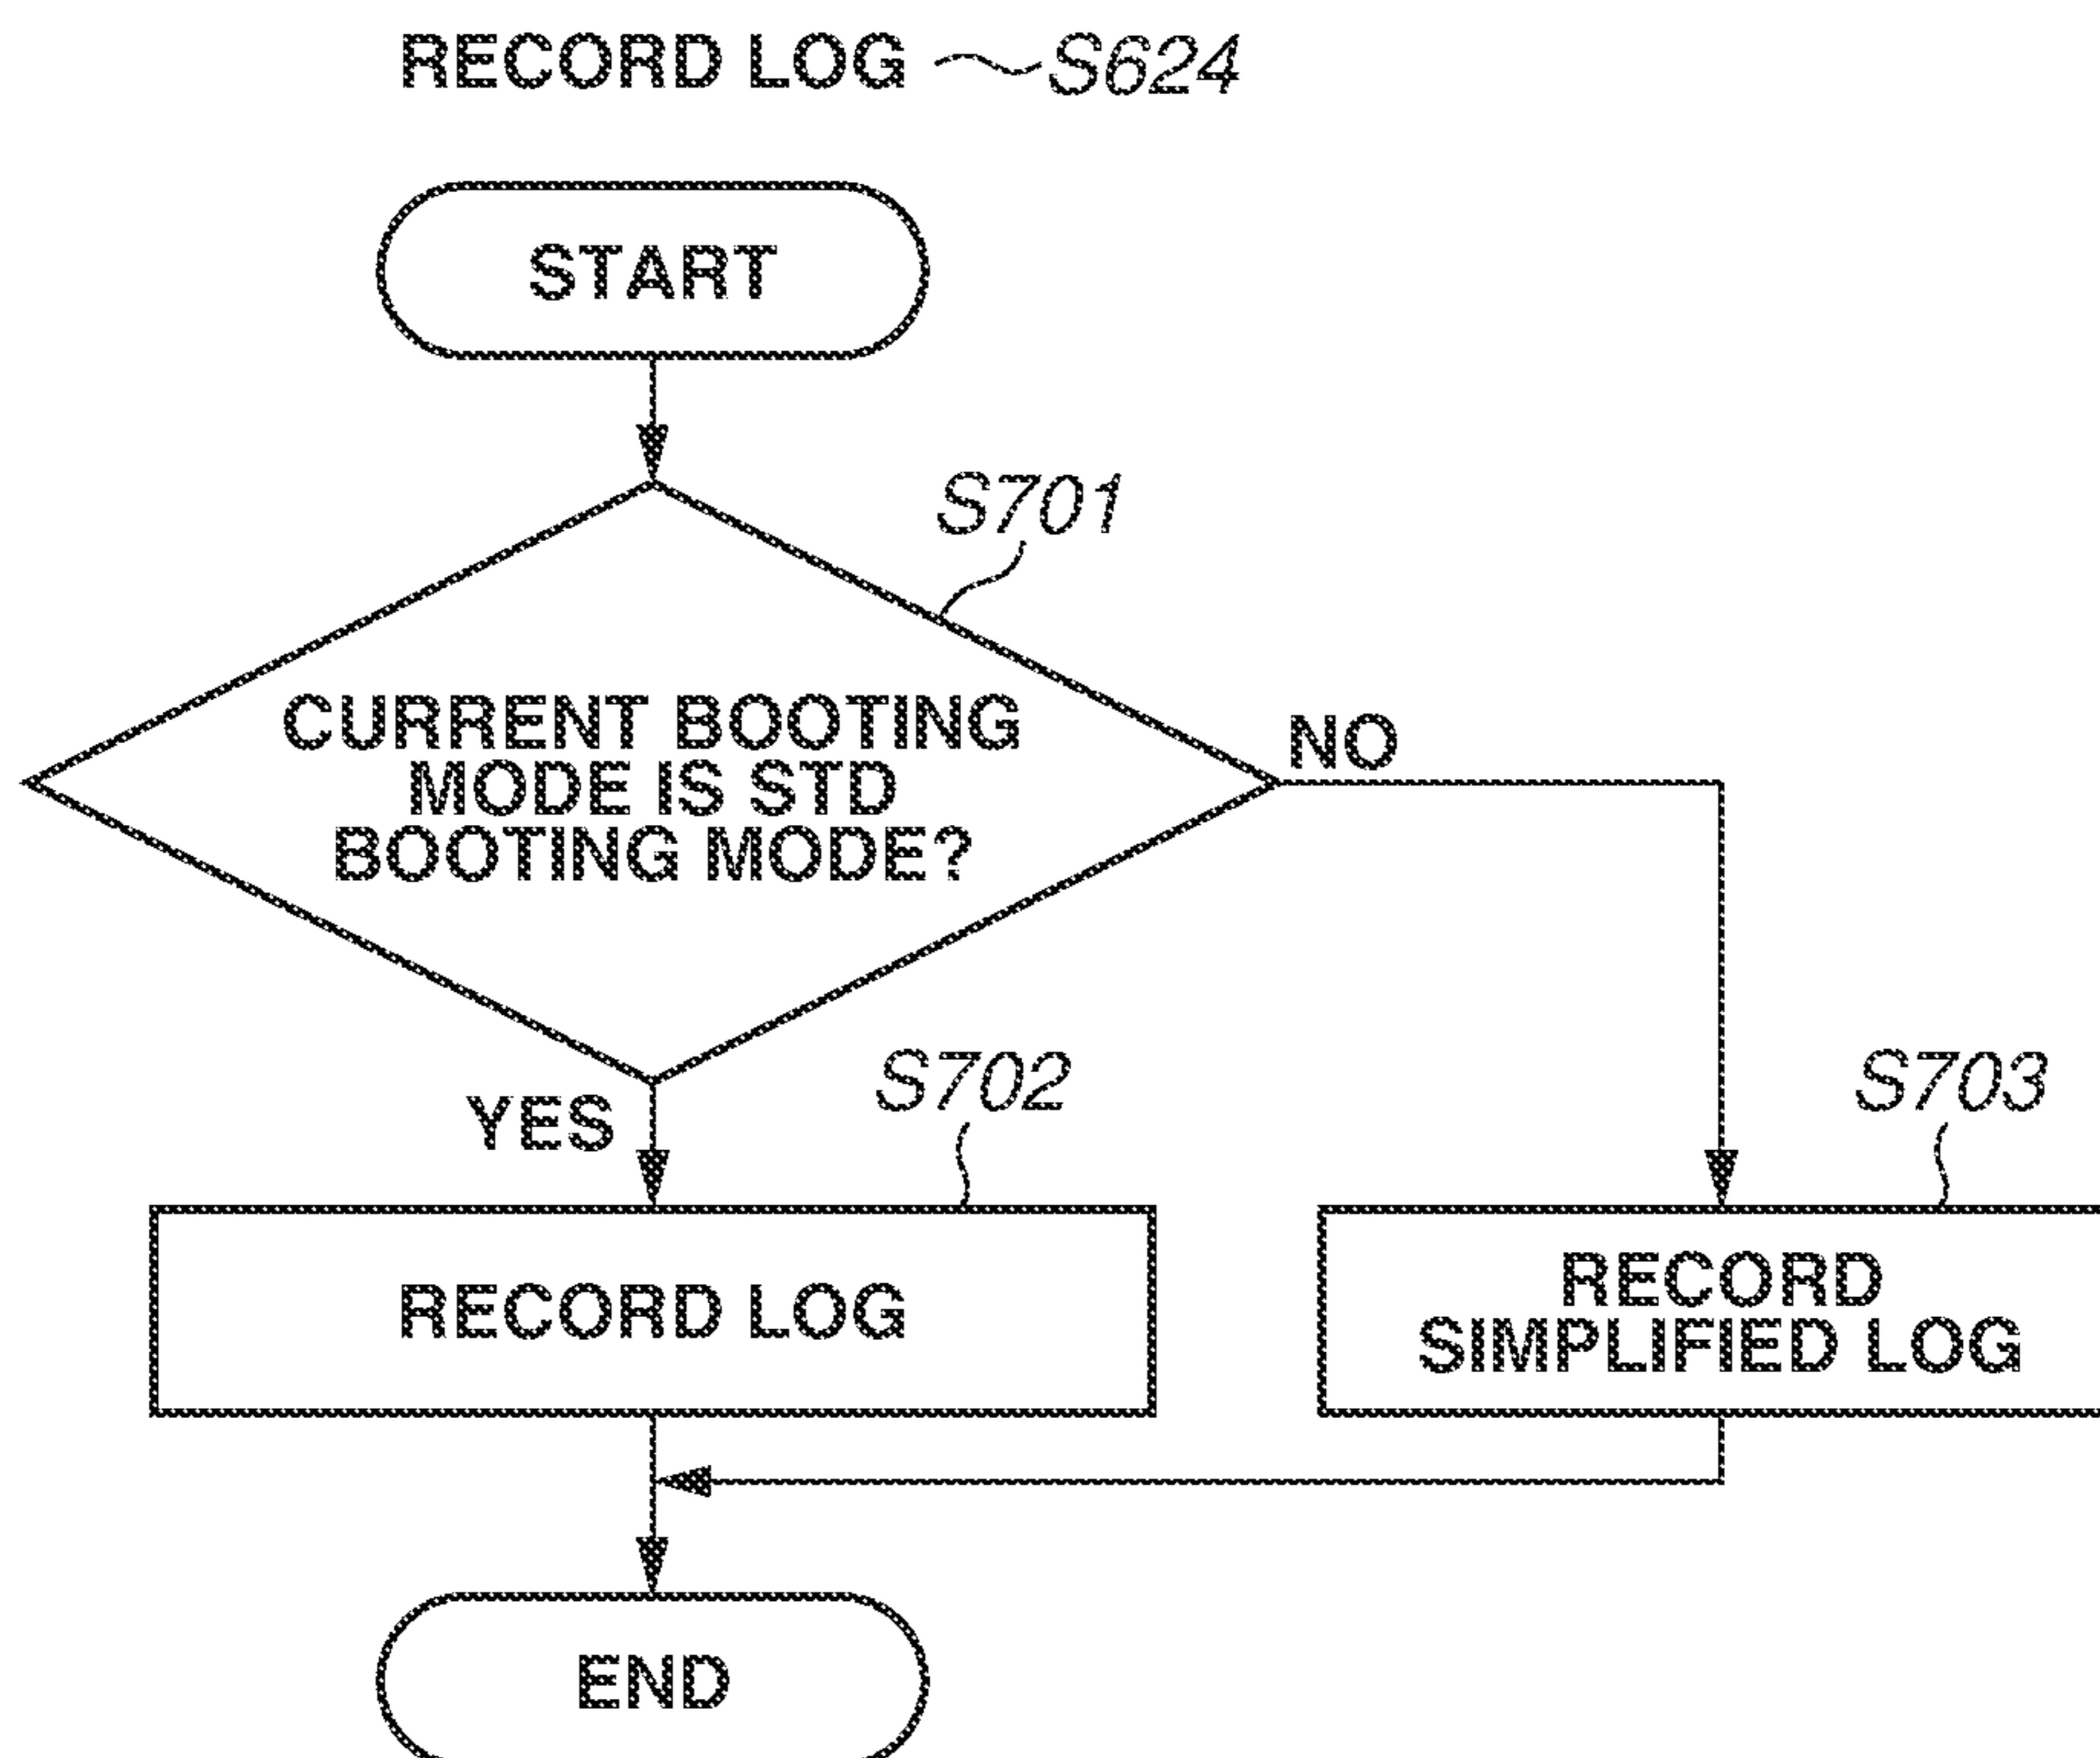 RECORD LOG S624
START
S701
CURRENT BOOTING
MODE IS STD
BOOTING MODE?
NO
YES
S702
S703
RECORD LOG
RECORD
SIMPLIFIED LOG
END